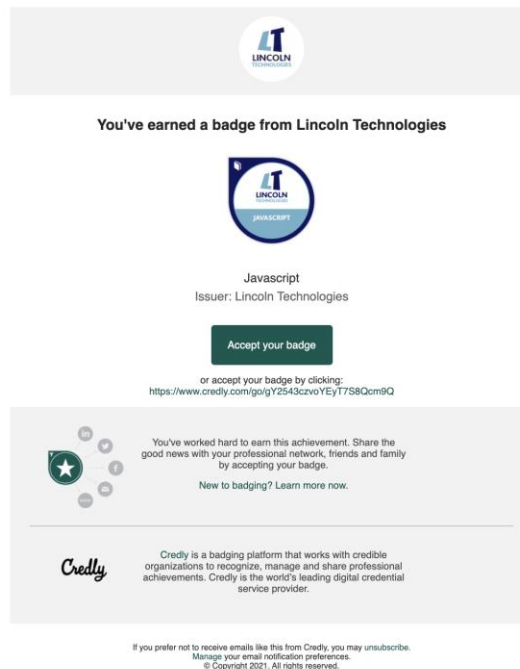 LT
LINCOLN
TECHNOLOGIES
You've earned a badge from Lincoln Technologies
LT
LINCOLN
TECHNOLOGIES
JAVASCRIPT
Javascript
Issuer: Lincoln Technologies
Accept your badge
or accept your badge by clicking:
https://www.credly.com/go/gY2543czvoYEyT7S8Qcm9Q
in
f
You've worked hard to earn this achievement. Share the
good news with your professional network, friends and family
by accepting your badge.
New to badging? Learn more now.
Credly
Credly is a badging platform that works with credible
organizations to recognize, manage and share professional
achievements. Credly is the world's leading digital credential
service provider.
If you prefer not to receive emails like this from Credly, you may unsubscribe.
Manage your email notification preferences.
© Copyright 2021. All rights reserved.